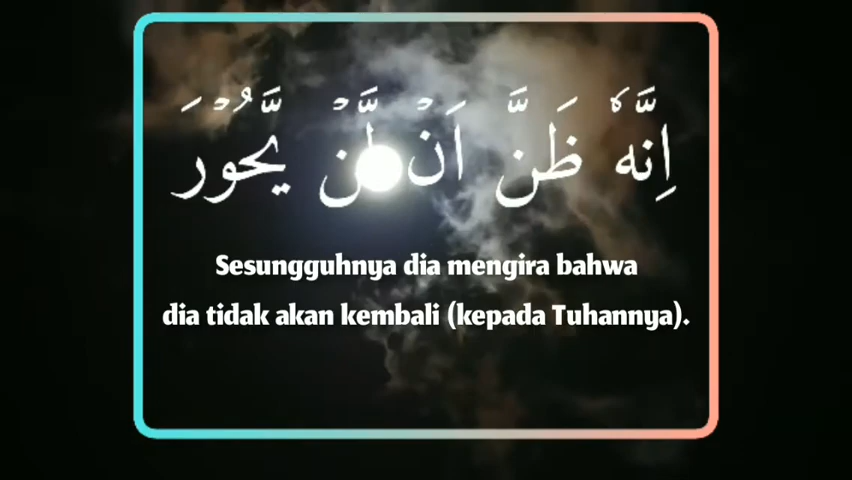 اِنَّهٗ ظَنَّ اَنْ لَّنْ يَّحُوْرَ
Sesungguhnya dia mengira bahwa
dia tidak akan kembali (kepada Tuhannya).